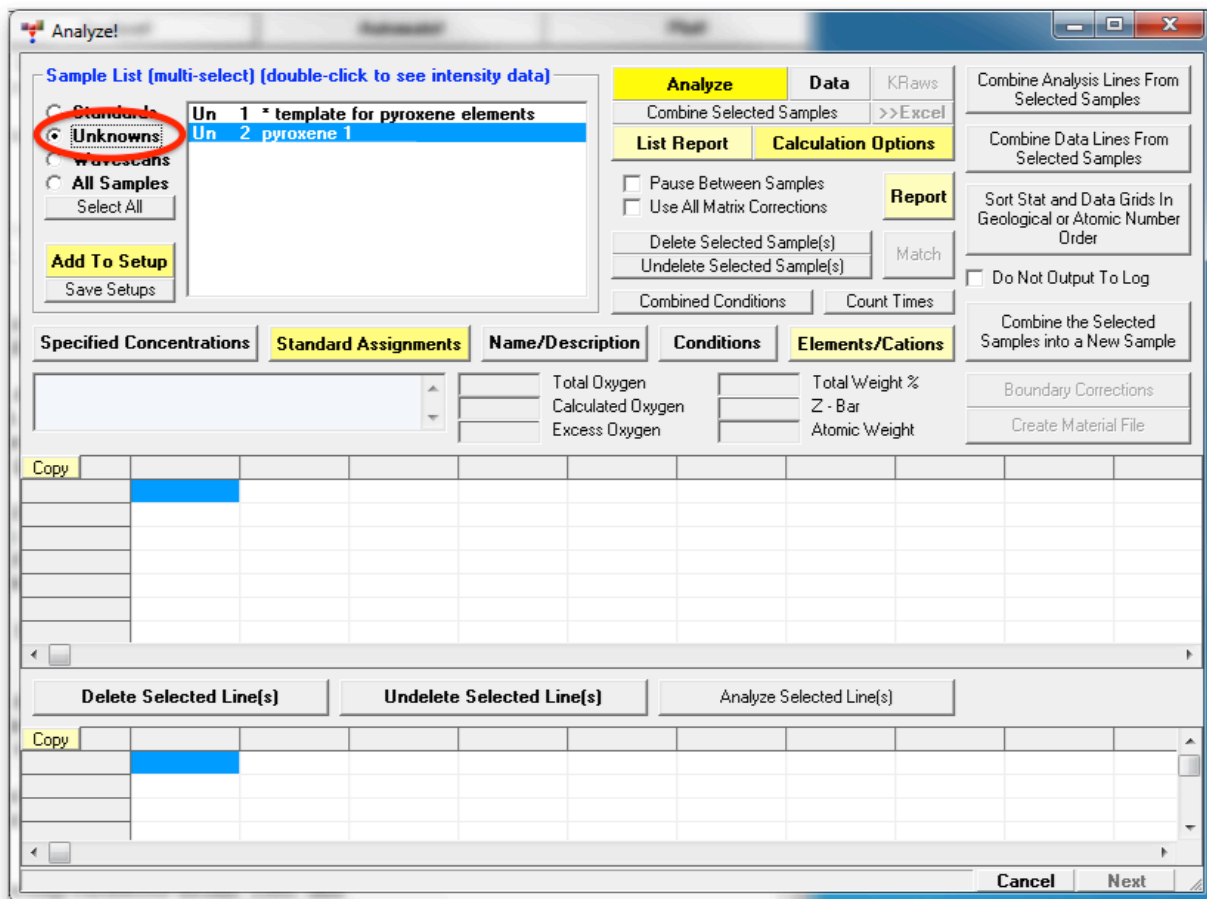 Analyze!
Sample List (multi-select) (double-click to see intensity data)
Standards
Unknowns
Wavescans
All Samples
Select All
Add To Setup
Save Setups
Un 1 * template for pyroxene elements
Un 2 pyroxene 1
Analyze Data KRaws
Combine Selected Samples >>Excel
List Report Calculation Options
Pause Between Samples
Use All Matrix Corrections
Report
Delete Selected Sample(s)
Undelete Selected Sample(s)
Match
Combined Conditions Count Times
Combine Analysis Lines From
Selected Samples
Combine Data Lines From
Selected Samples
Sort Stat and Data Grids In
Geological or Atomic Number
Order
Do Not Output To Log
Combine the Selected
Samples into a New Sample
Specified Concentrations Standard Assignments Name/Description Conditions Elements/Cations
Total Oxygen Total Weight %
Calculated Oxygen Z - Bar
Excess Oxygen Atomic Weight
Boundary Corrections
Create Material File
Copy
Delete Selected Line(s) Undelete Selected Line(s) Analyze Selected Line(s)
Copy
Cancel Next